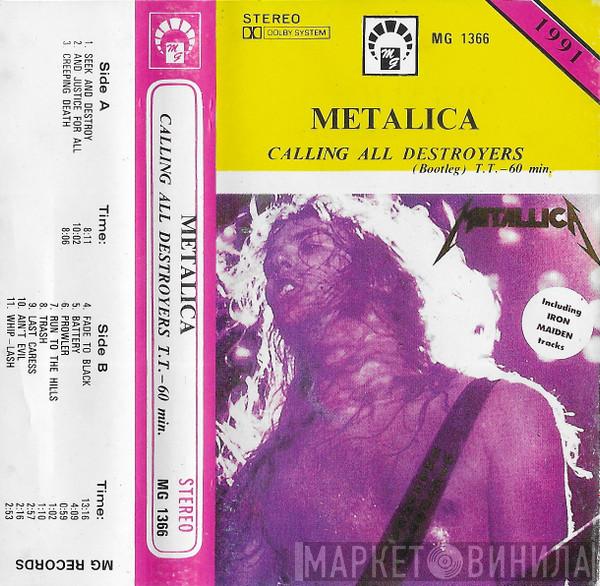 Side A
1. SEEK AND DESTROY
2. AND JUSTICE FOR ALL
3. CREEPING DEATH
Time:
8:11
10:02
8:06
Side B
4. FADE TO BLACK
5. BATTERY
6. PROWLER
7. RUN TO THE HILLS
8. TRASH
9. LAST CARESS
10. AIN'T EVIL
11. WHIP-LASH
Time:
13:16
4:09
0:59
1:02
1:10
2:57
2:16
2:53
MG RECORDS
MG
METALICA
CALLING ALL DESTROYERS T.T.-60 min.
STEREO
MG 1366
STEREO
DOLBY SYSTEM
MG
MG 1366
1991
METALICA
CALLING ALL DESTROYERS
(Bootleg) T.T.-60 min.
METALLICA
Including
IRON
MAIDEN
tracks
МАРКЕТ ВИНИЛА